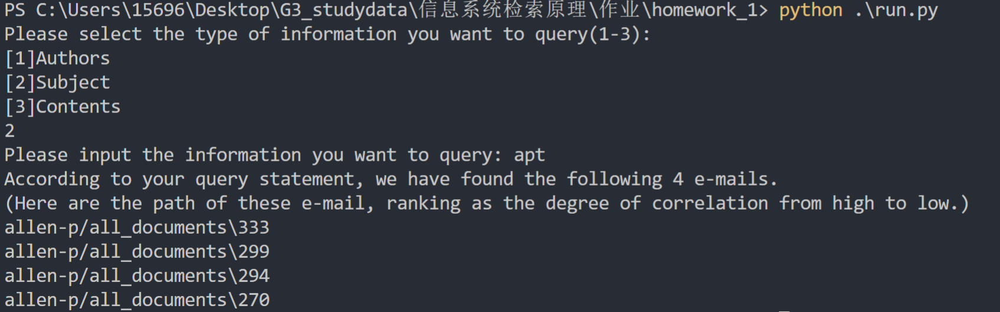 PS C:\Users\15696\Desktop\G3_studydata\信息系统检索原理\作业\homework_1> python .\run.py
Please select the type of information you want to query(1-3):
[1]Authors
[2]Subject
[3]Contents
2
Please input the information you want to query: apt
According to your query statement, we have found the following 4 e-mails.
(Here are the path of these e-mail, ranking as the degree of correlation from high to low.)
allen-p/all_documents\333
allen-p/all_documents\299
allen-p/all_documents\294
allen-p/all_documents\270